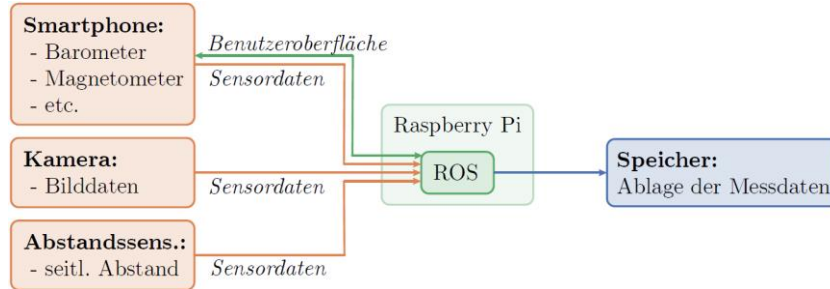 Smartphone:
- Barometer
- Magnetometer
- etc.
Benutzeroberfläche
Sensordaten
Kamera:
- Bilddaten
Sensordaten
Abstandssens.:
- seitl. Abstand
Sensordaten
Raspberry Pi
ROS
Speicher:
Ablage der Messdaten